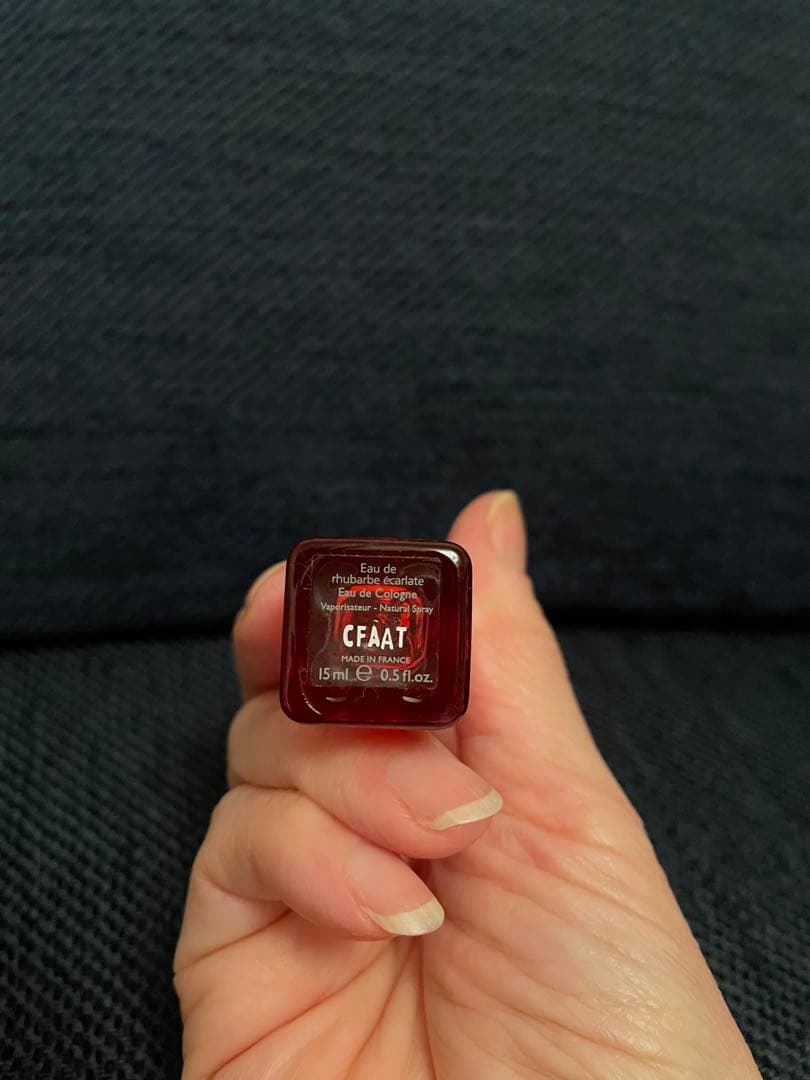 Eau de
rhubarbe écarlate
Eau de Cologne
Vaporisateur - Natural Spray
CFAAT
MADE IN FRANCE
15 ml ℮ 0.5 fl.oz.